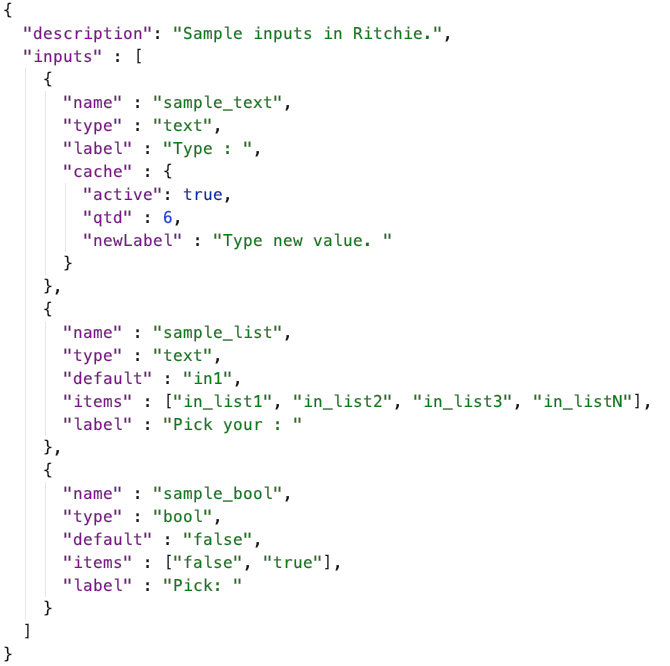 {
  "description": "Sample inputs in Ritchie.",
  "inputs" : [
    {
      "name" : "sample_text",
      "type" : "text",
      "label" : "Type : ",
      "cache" : {
        "active": true,
        "qtd" : 6,
        "newLabel" : "Type new value. "
      }
    },
    {
      "name" : "sample_list",
      "type" : "text",
      "default" : "in1",
      "items" : ["in_list1", "in_list2", "in_list3", "in_listN"],
      "label" : "Pick your : "
    },
    {
      "name" : "sample_bool",
      "type" : "bool",
      "default" : "false",
      "items" : ["false", "true"],
      "label" : "Pick: "
    }
  ]
}